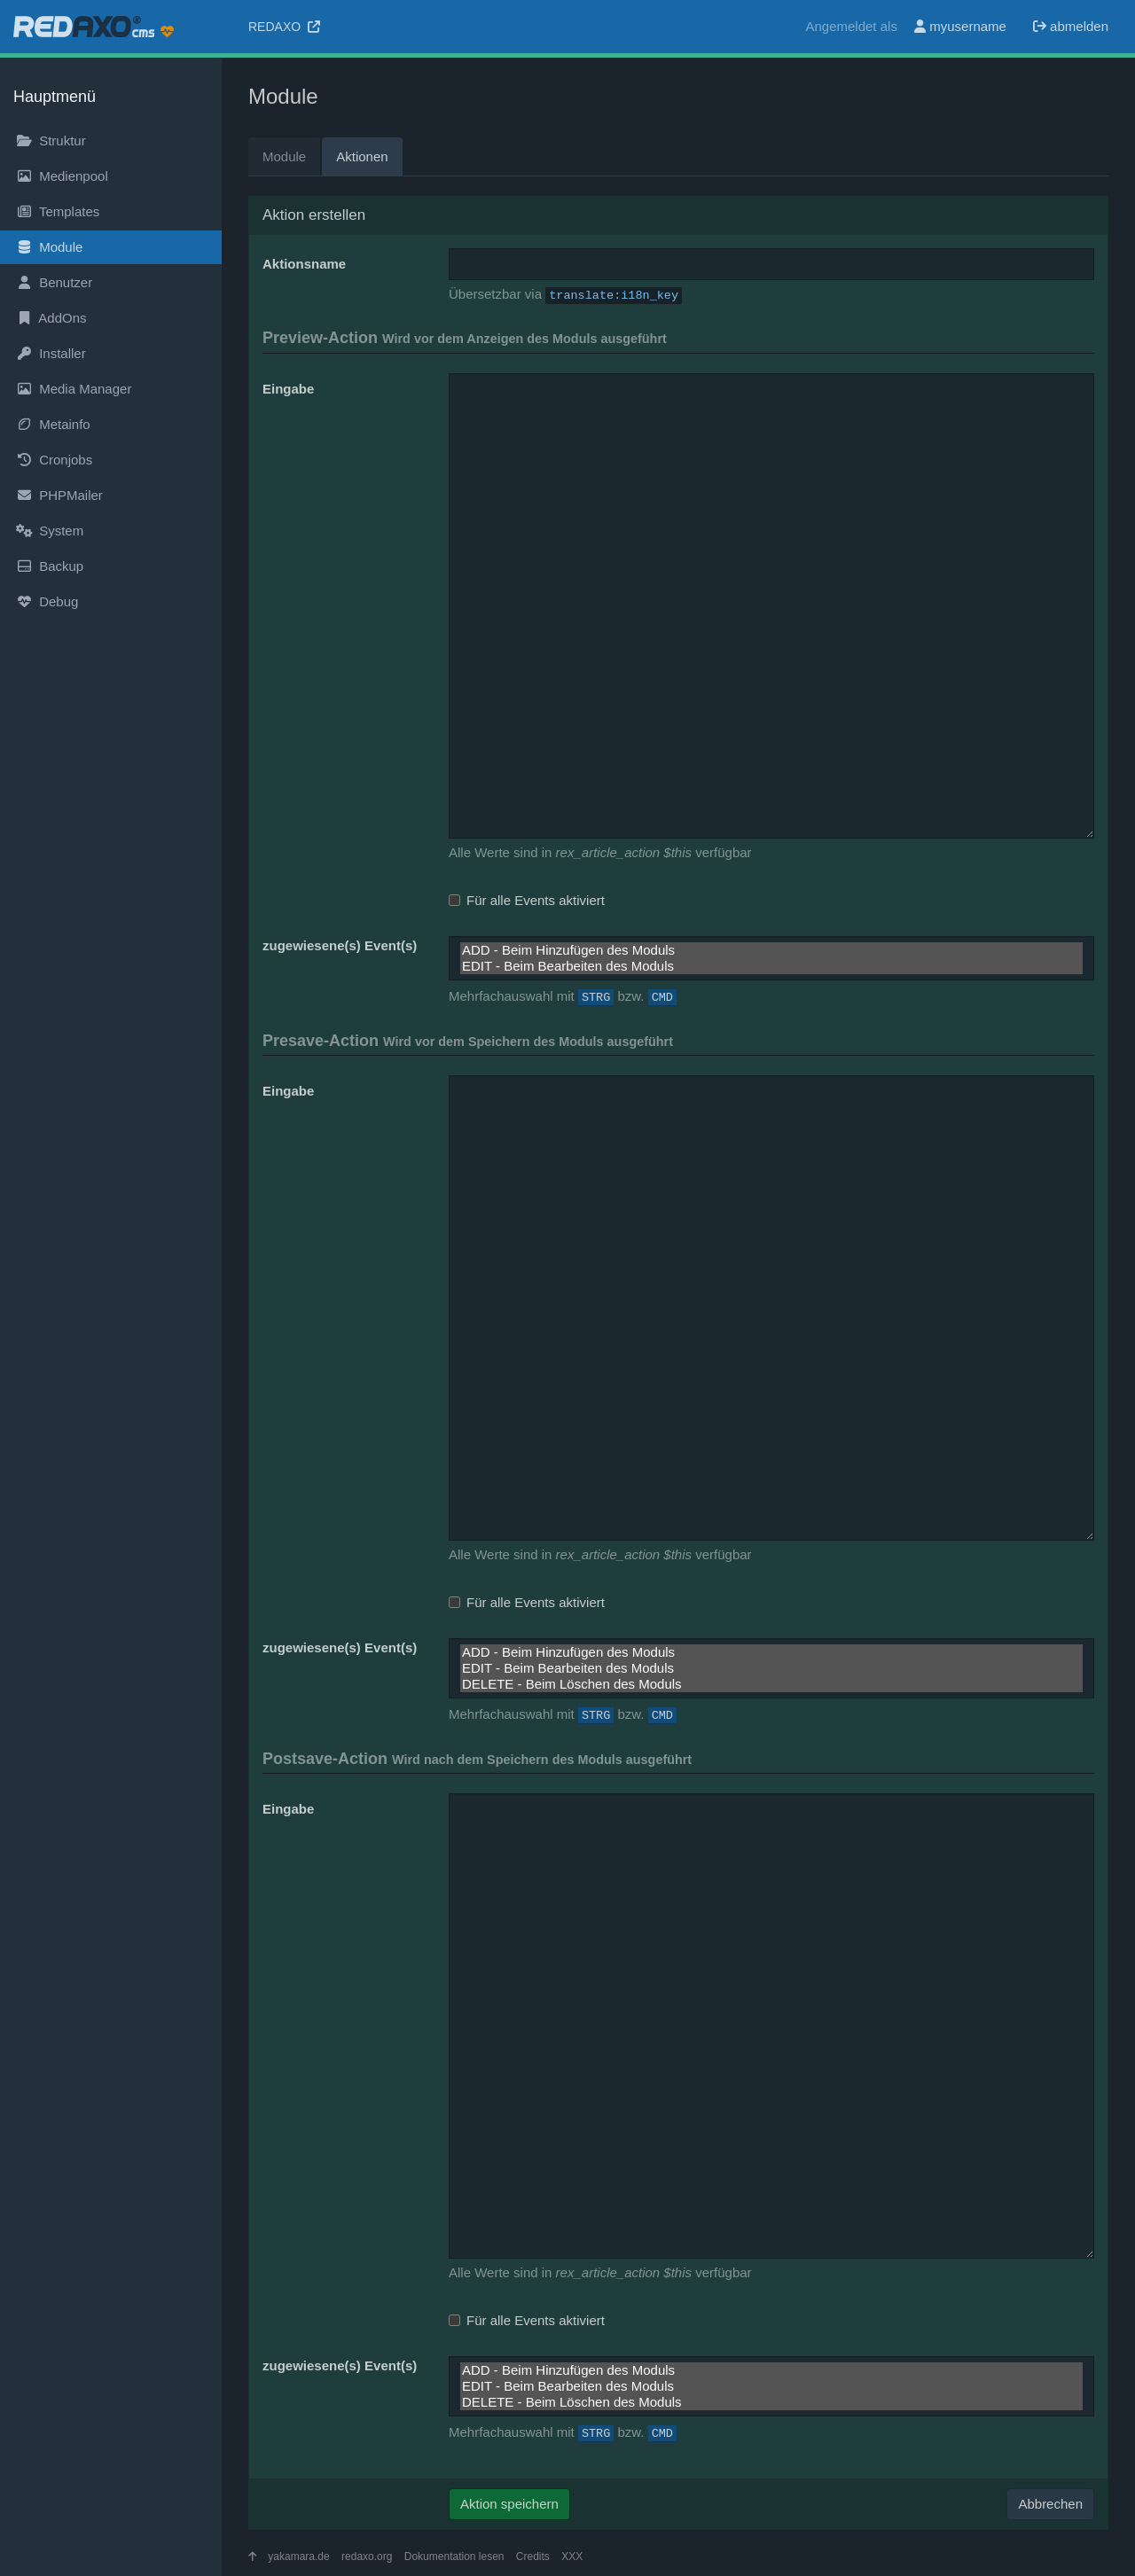 REDAXO® cms
REDAXO
Angemeldet als myusername abmelden
Hauptmenü
Struktur
Medienpool
Templates
Module
Benutzer
AddOns
Installer
Media Manager
Metainfo
Cronjobs
PHPMailer
System
Backup
Debug
Module
Module Aktionen
Aktion erstellen
Aktionsname
Übersetzbar via translate:i18n_key
Preview-Action Wird vor dem Anzeigen des Moduls ausgeführt
Eingabe
Alle Werte sind in rex_article_action $this verfügbar
Für alle Events aktiviert
zugewiesene(s) Event(s)
ADD - Beim Hinzufügen des Moduls
EDIT - Beim Bearbeiten des Moduls
Mehrfachauswahl mit STRG bzw. CMD
Presave-Action Wird vor dem Speichern des Moduls ausgeführt
Eingabe
Alle Werte sind in rex_article_action $this verfügbar
Für alle Events aktiviert
zugewiesene(s) Event(s)
ADD - Beim Hinzufügen des Moduls
EDIT - Beim Bearbeiten des Moduls
DELETE - Beim Löschen des Moduls
Mehrfachauswahl mit STRG bzw. CMD
Postsave-Action Wird nach dem Speichern des Moduls ausgeführt
Eingabe
Alle Werte sind in rex_article_action $this verfügbar
Für alle Events aktiviert
zugewiesene(s) Event(s)
ADD - Beim Hinzufügen des Moduls
EDIT - Beim Bearbeiten des Moduls
DELETE - Beim Löschen des Moduls
Mehrfachauswahl mit STRG bzw. CMD
Aktion speichern Abbrechen
yakamara.de redaxo.org Dokumentation lesen Credits XXX